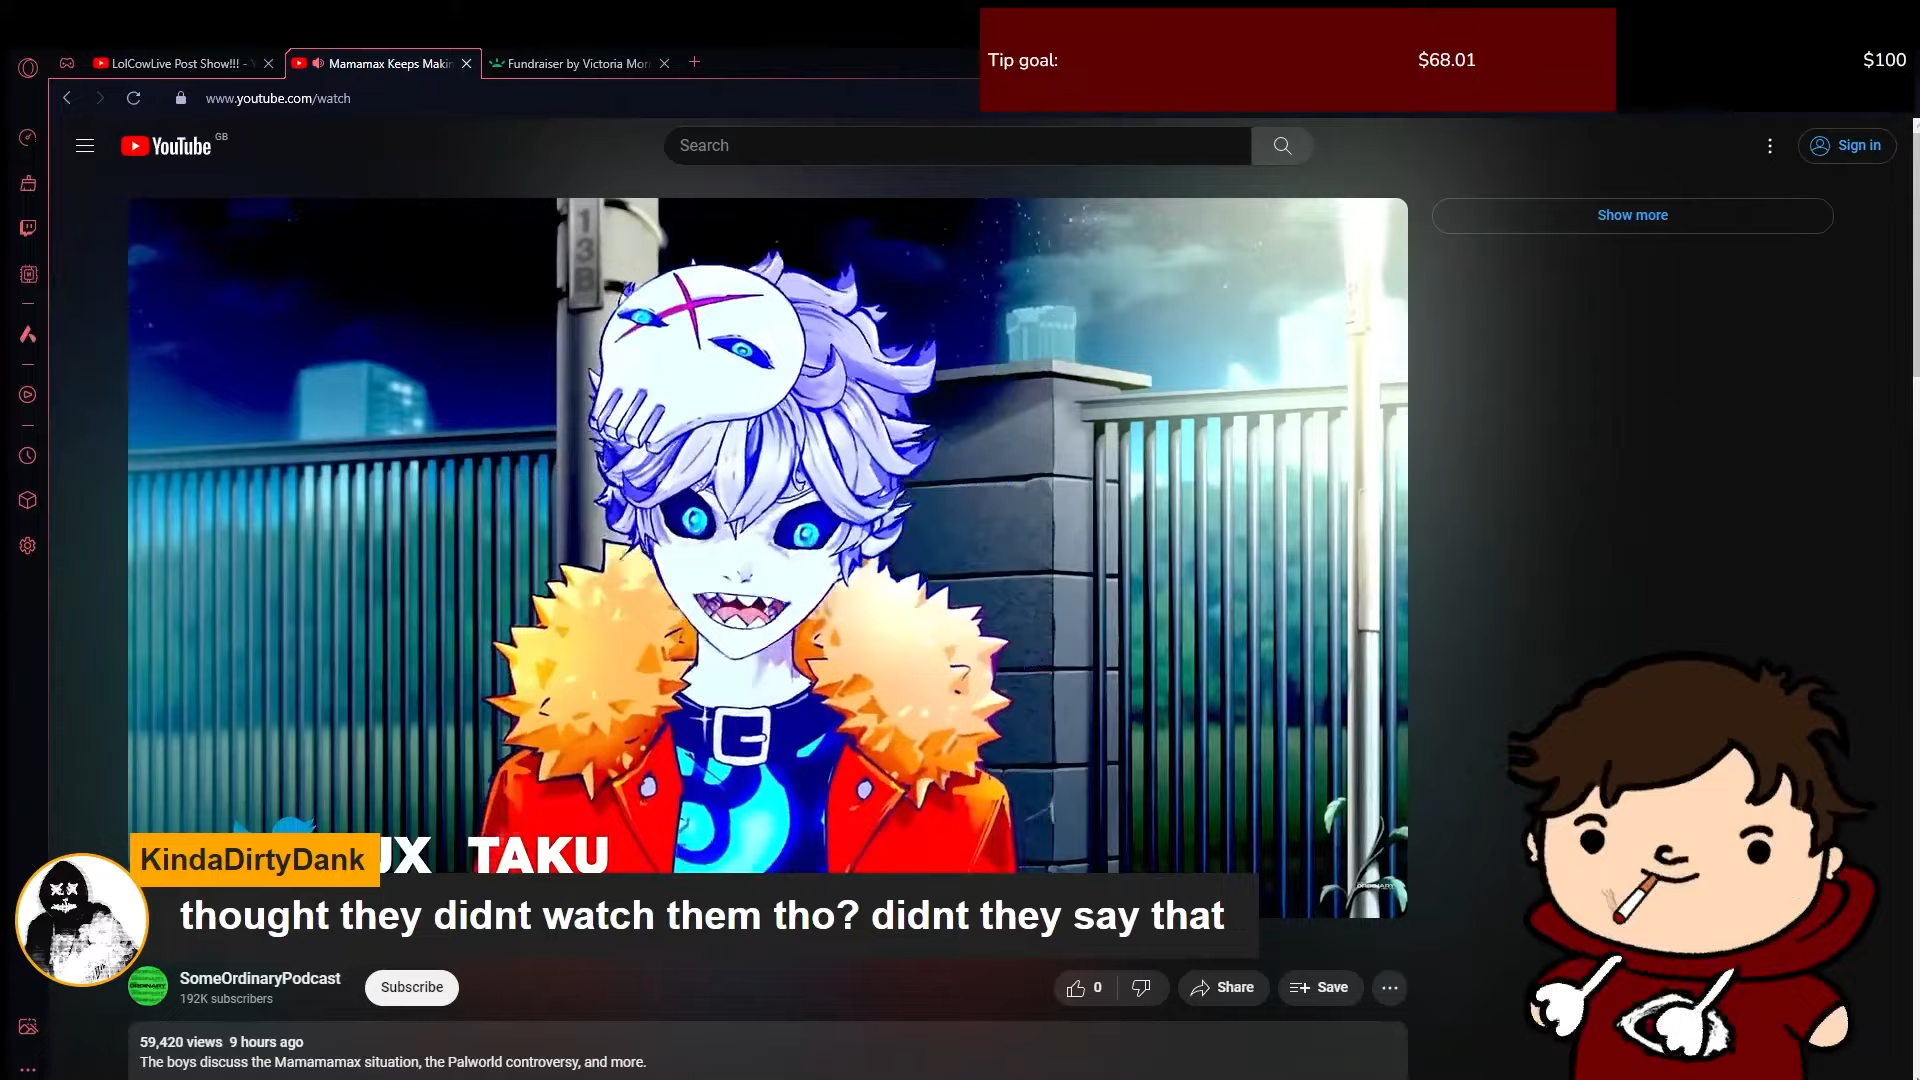 Tip goal:
$68.01
$100
LolCowLive Post Show!!! -
Mamamax Keeps Makin
Fundraiser by Victoria Mor
www.youtube.com/watch
YouTube
GB
Search
Sign in
Show more
13B
UX TAKU
KindaDirtyDank
thought they didnt watch them tho? didnt they say that
SomeOrdinaryPodcast
192K subscribers
Subscribe
0
Share
Save
59,420 views 9 hours ago
The boys discuss the Mamamamax situation, the Palworld controversy, and more.